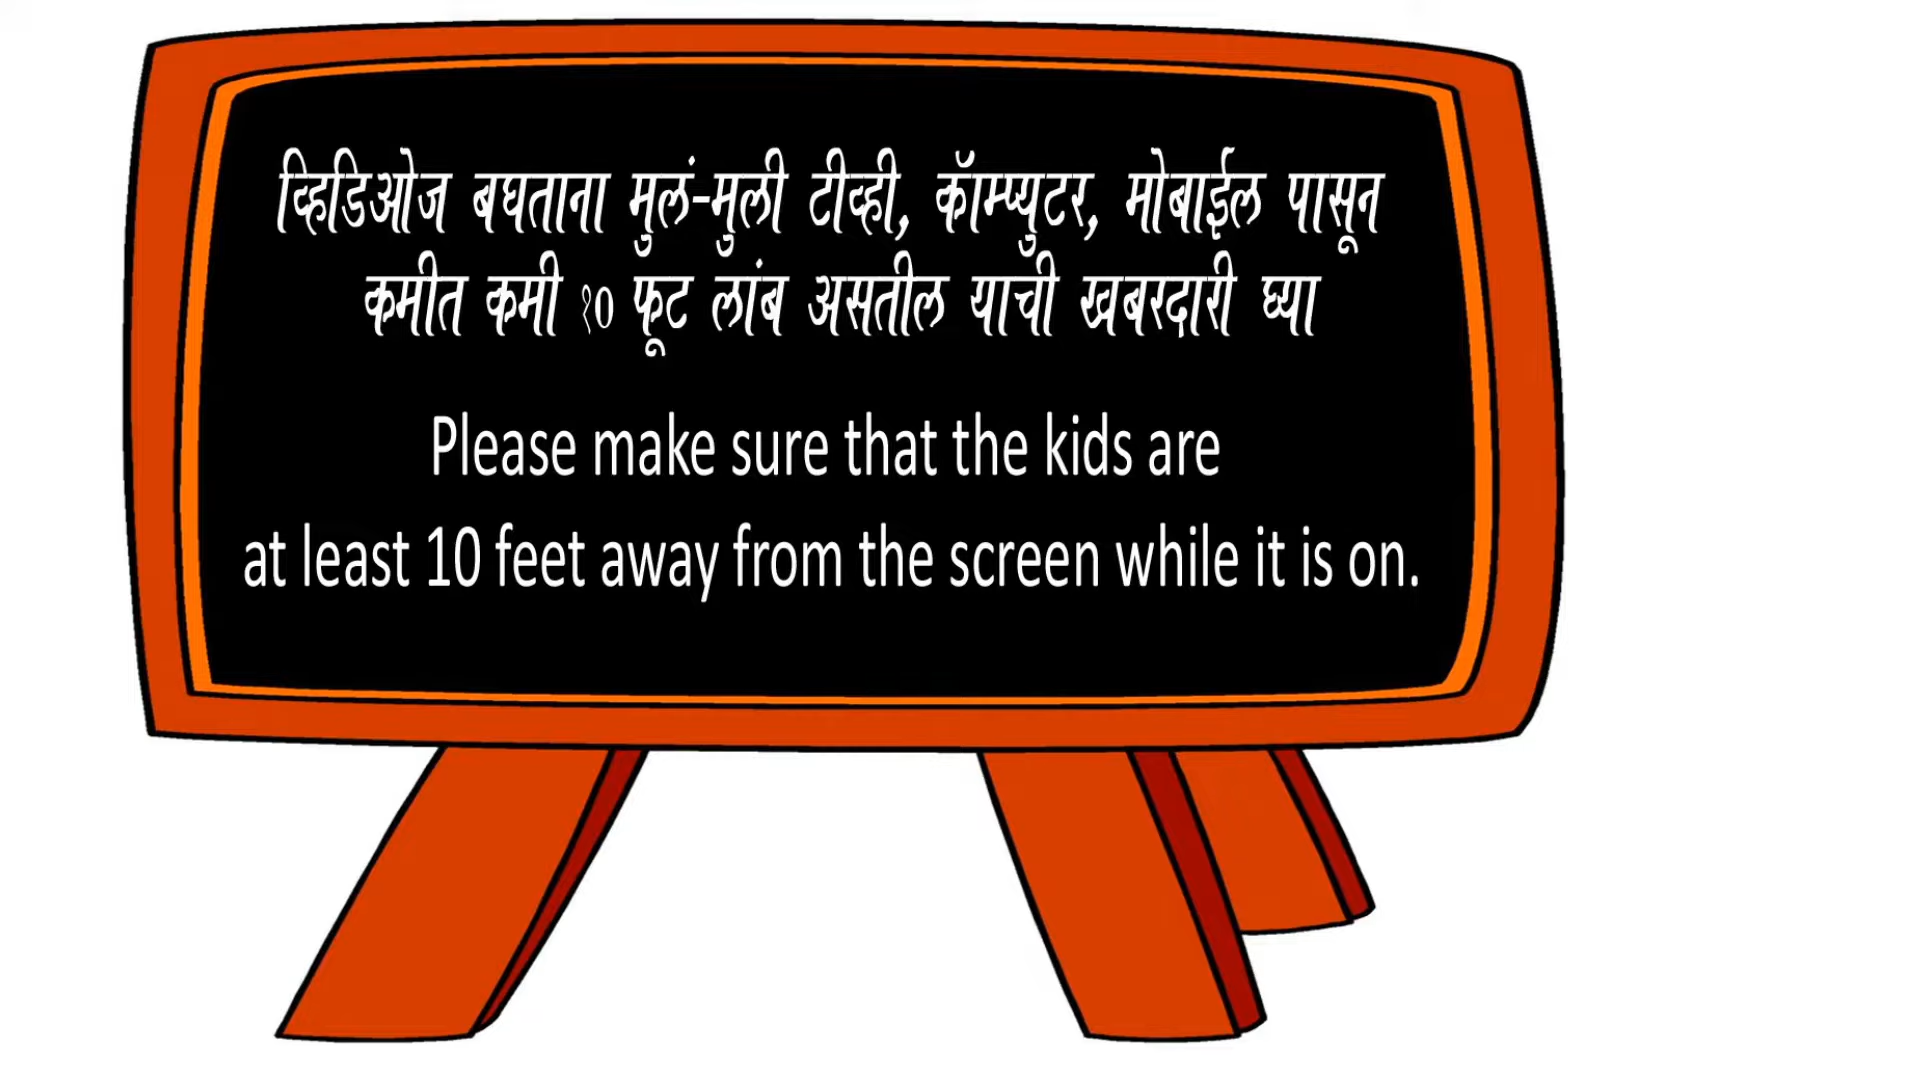 व्हिडिओज बघताना मुलं-मुली टीव्ही, कॉम्प्युटर, मोबाईल पासून
कमीत कमी १० फूट लांब असतील याची खबरदारी घ्या
Please make sure that the kids are
at least 10 feet away from the screen while it is on.